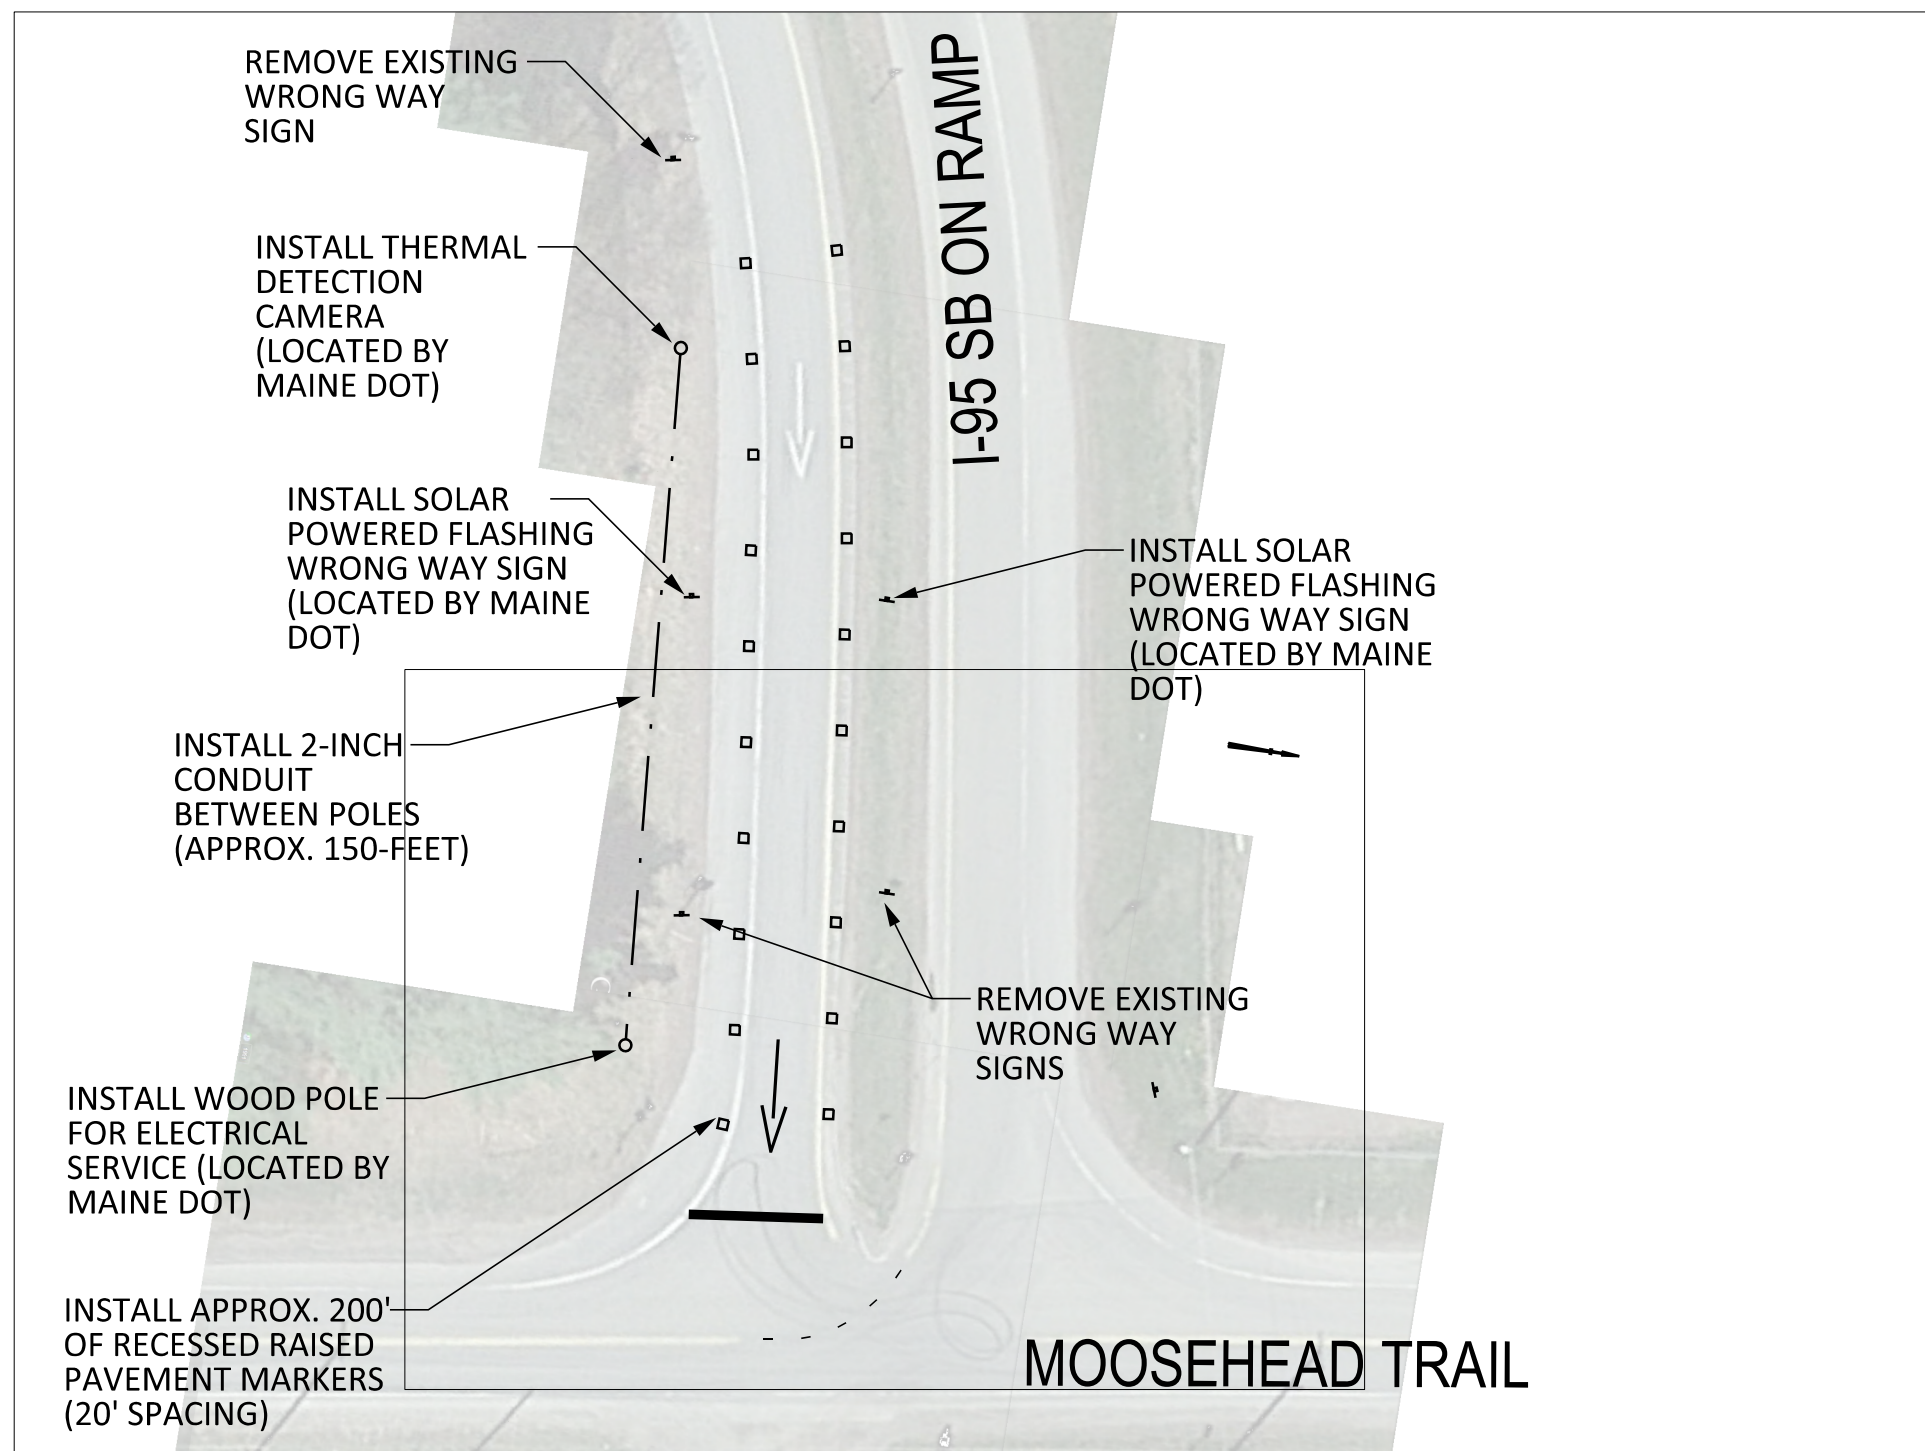 REMOVE EXISTING
WRONG WAY
SIGN
I-95 SB ON RAMP
INSTALL THERMAL
DETECTION
CAMERA
(LOCATED BY
MAINE DOT)
INSTALL SOLAR
POWERED FLASHING
WRONG WAY SIGN
(LOCATED BY MAINE
DOT)
INSTALL SOLAR
POWERED FLASHING
WRONG WAY SIGN
(LOCATED BY MAINE
DOT)
INSTALL 2-INCH
CONDUIT
BETWEEN POLES
(APPROX. 150-FEET)
REMOVE EXISTING
WRONG WAY
SIGNS
INSTALL WOOD POLE
FOR ELECTRICAL
SERVICE (LOCATED BY
MAINE DOT)
INSTALL APPROX. 200'
OF RECESSED RAISED
PAVEMENT MARKERS
(20' SPACING)
MOOSEHEAD TRAIL